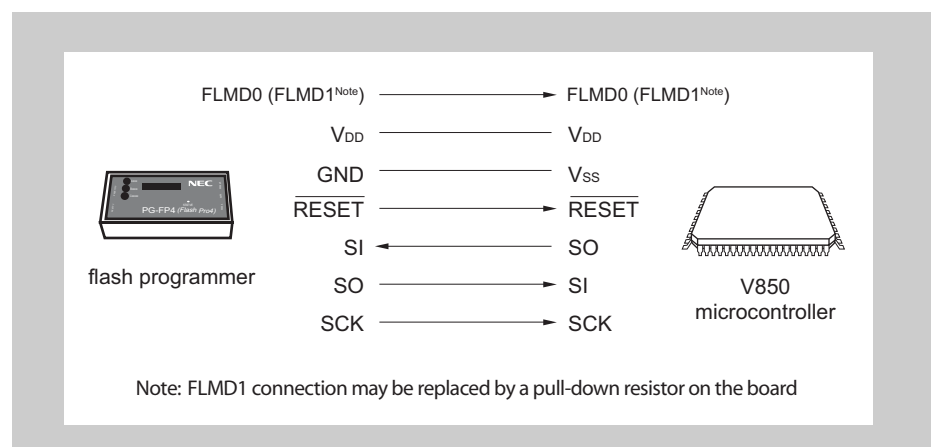 FLMD0 (FLMD1Note) FLMD0 (FLMD1Note)
VDD VDD
GND VSS
RESET RESET
SI SO
SO SI
SCK SCK
NEC
PG-FP4 (Flash Pro4)
flash programmer
V850
microcontroller
Note: FLMD1 connection may be replaced by a pull-down resistor on the board